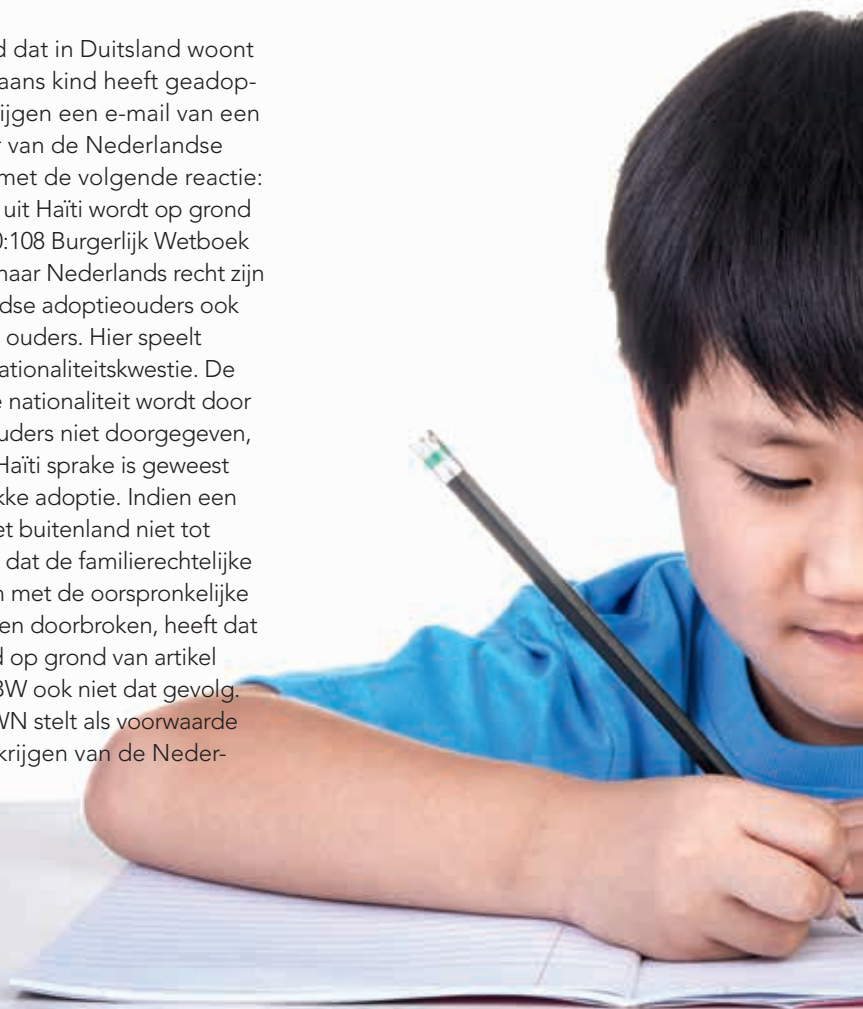 d dat in Duitsland woont
aans kind heeft geadop-
ijgen een e-mail van een
r van de Nederlandse
met de volgende reactie:
uit Haïti wordt op grond
0:108 Burgerlijk Wetboek
naar Nederlands recht zijn
dse adoptieouders ook
ouders. Hier speelt
ationaliteitskwestie. De
e nationaliteit wordt door
uders niet doorgegeven,
Haïti sprake is geweest
kke adoptie. Indien een
et buitenland niet tot
dat de familierechtelijke
n met de oorspronkelijke
en doorbroken, heeft dat
d op grond van artikel
BW ook niet dat gevolg.
WN stelt als voorwaarde
krijgen van de Neder-